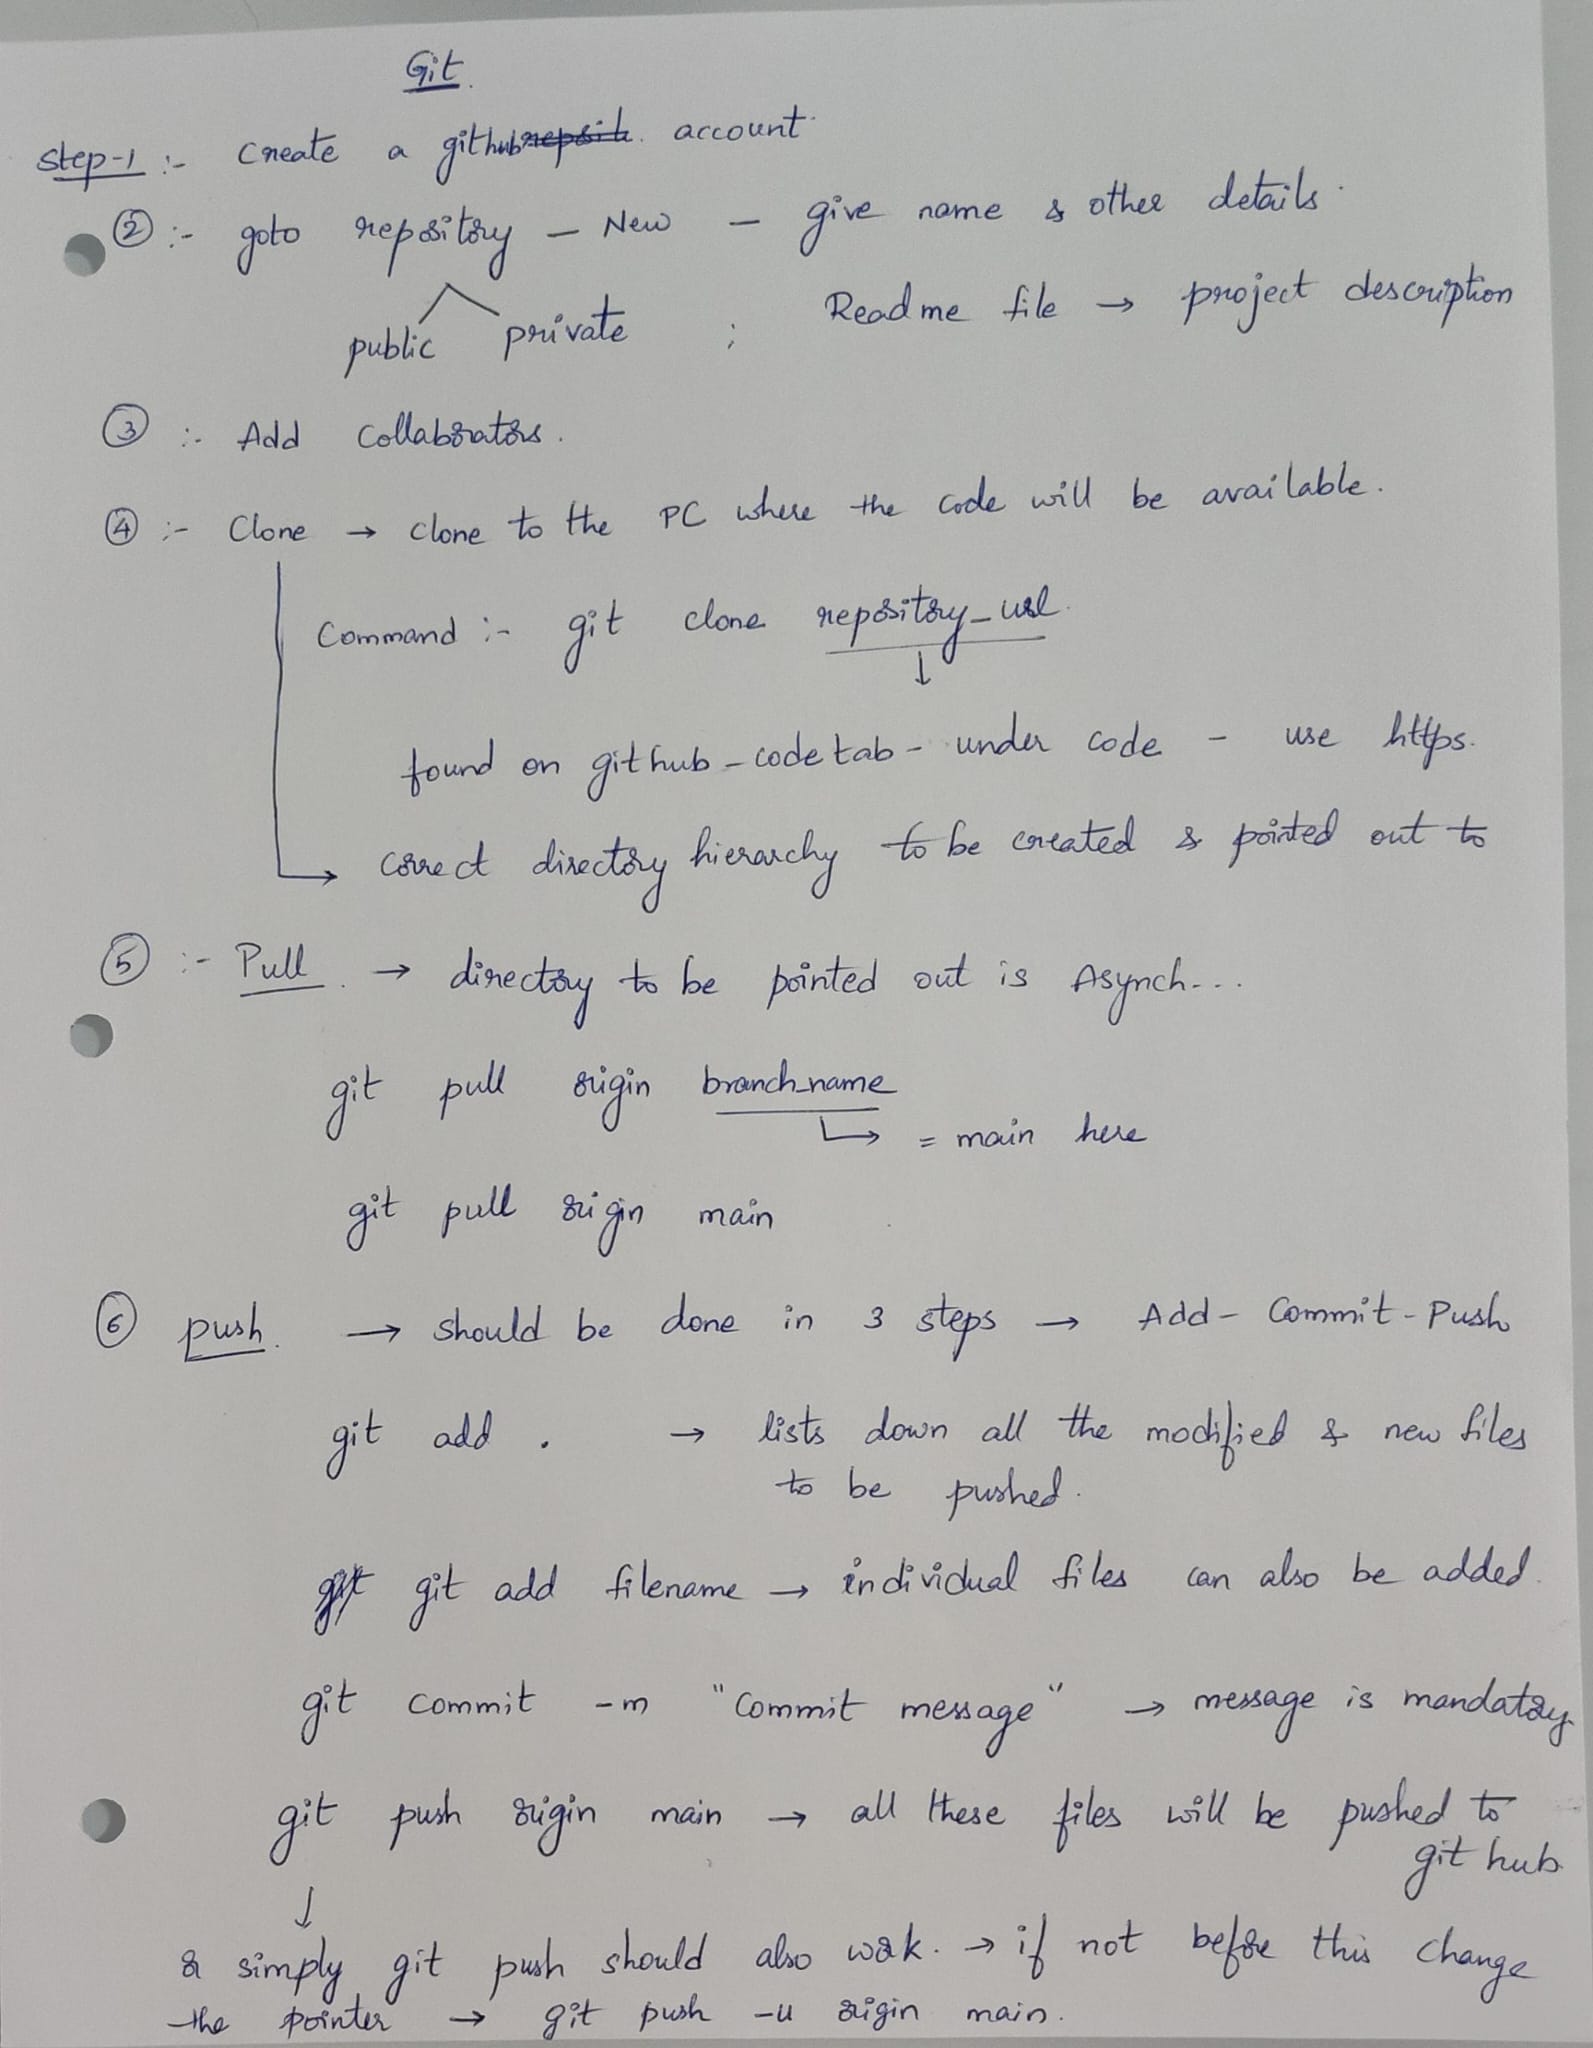 Git.
Step-1 :- Create a github account.
② :- goto repository - New - give name & other details.
public private ; Readme file → project description
③ :- Add Collaborators.
④ :- Clone → clone to the PC where the code will be available.
Command :- git clone repository_url.
↓
found on github - code tab - under code - use https.
→ correct directory hierarchy to be created & pointed out to
⑤ :- Pull. → directory to be pointed out is Asynch...
git pull origin branch_name
↳ = main here
git pull origin main
⑥ push. → should be done in 3 steps → Add - Commit - Push
git add . → lists down all the modified & new files
to be pushed.
git add filename → individual files can also be added.
git commit -m "Commit message" → message is mandatory.
git push origin main → all these files will be pushed to
git hub.
↓
or simply git push should also work. → if not before this change
the pointer → git push -u origin main.